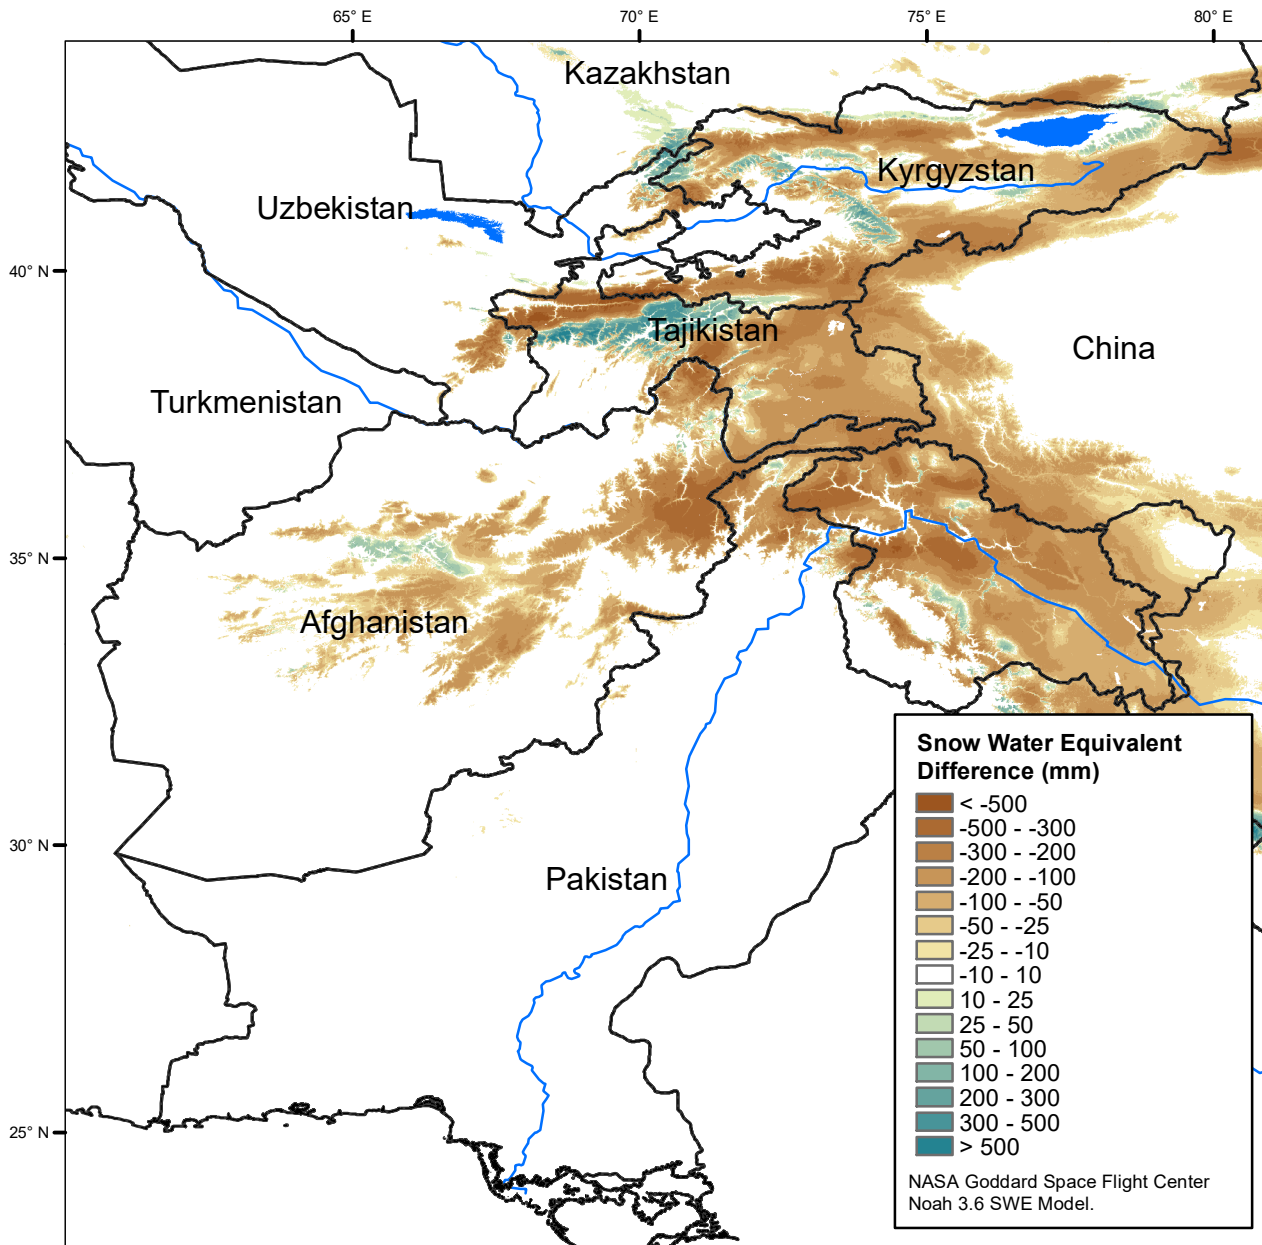 65° E
70° E
75° E
80° E
Kazakhstan
Kyrgyzstan
Uzbekistan
40° N
Tajikistan
China
Turkmenistan
35° N
Afghanistan
30° N
Pakistan
25° N
Snow Water Equivalent
Difference (mm)
< -500
-500 - -300
-300 - -200
-200 - -100
-100 - -50
-50 - -25
-25 - -10
-10 - 10
10 - 25
25 - 50
50 - 100
100 - 200
200 - 300
300 - 500
> 500
NASA Goddard Space Flight Center
Noah 3.6 SWE Model.